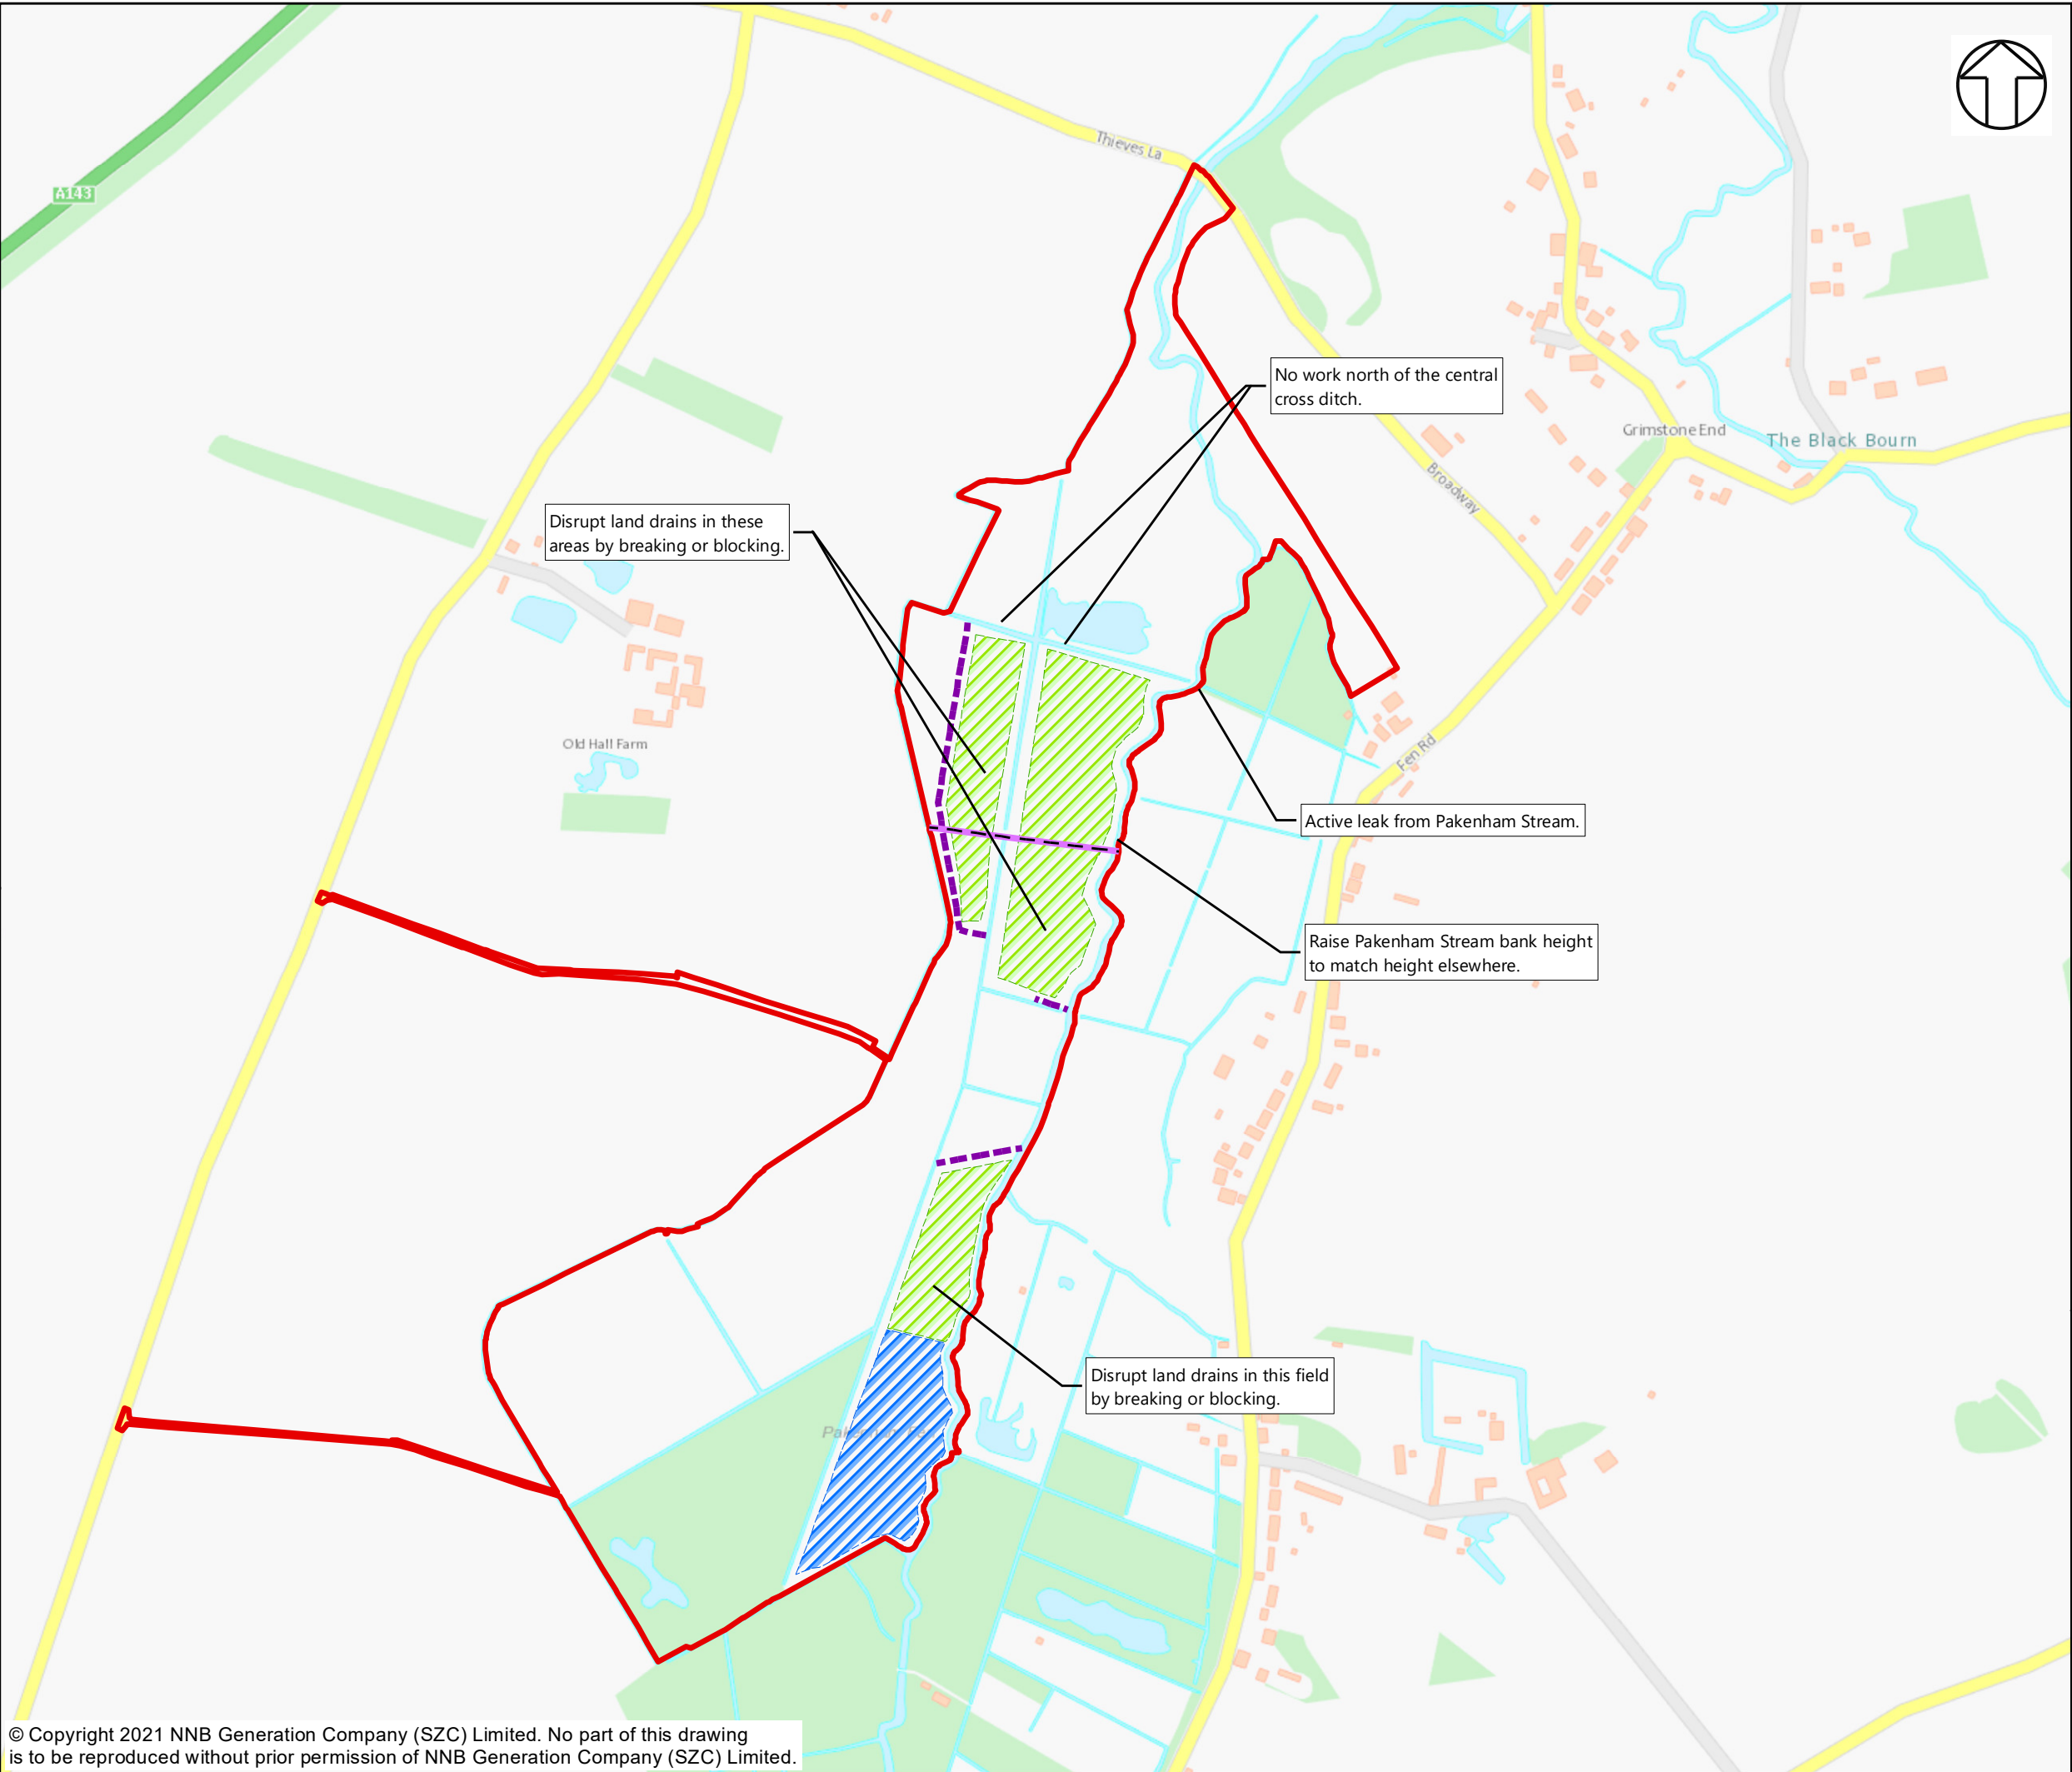 Thieves La
A143
No work north of the central
cross ditch.
Grimstone End
The Black Bourn
Broadway
Disrupt land drains in these
areas by breaking or blocking.
Old Hall Farm
Fen Rd
Active leak from Pakenham Stream.
Raise Pakenham Stream bank height
to match height elsewhere.
Disrupt land drains in this field
by breaking or blocking.
© Copyright 2021 NNB Generation Company (SZC) Limited. No part of this drawing
is to be reproduced without prior permission of NNB Generation Company (SZC) Limited.